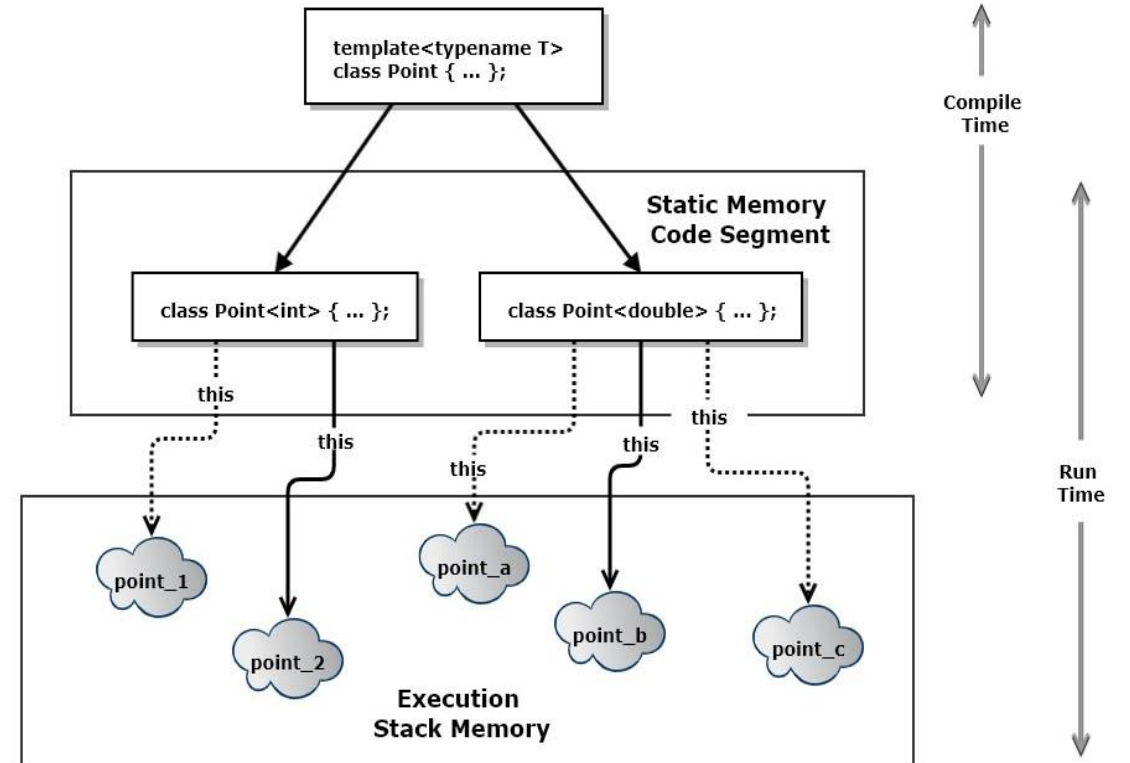 template<typename T>
class Point { ... };
Compile
Time
Static Memory
Code Segment
class Point<int> { ... };
class Point<double> { ... };
this
this
this
this
this
Run
Time
point_1
point_a
point_2
point_b
point_c
Execution
Stack Memory